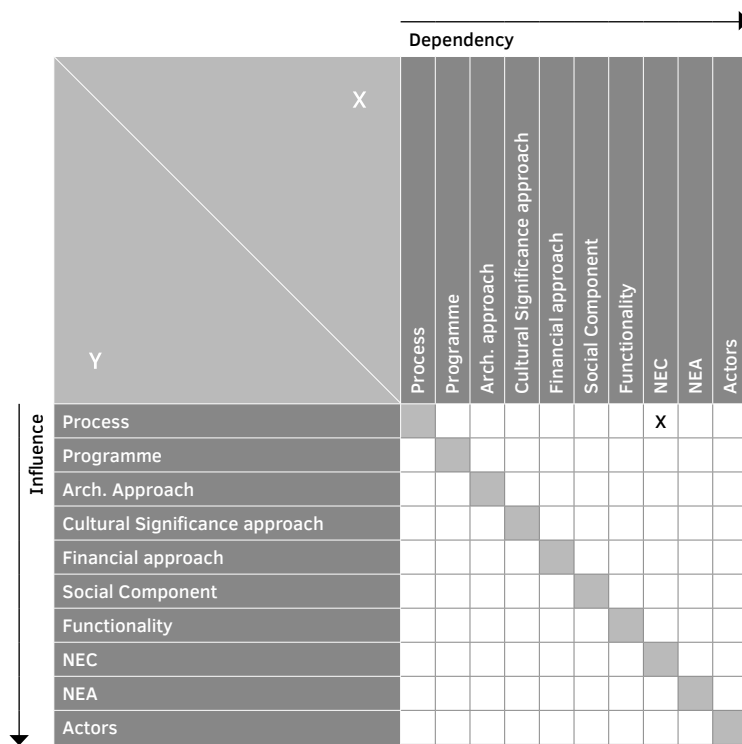 Dependency
X
Y
Process
Programme
Arch. approach
Cultural Significance approach
Financial approach
Social Component
Functionality
NEC
NEA
Actors
Influence
Process X
Programme
Arch. Approach
Cultural Significance approach
Financial approach
Social Component
Functionality
NEC
NEA
Actors